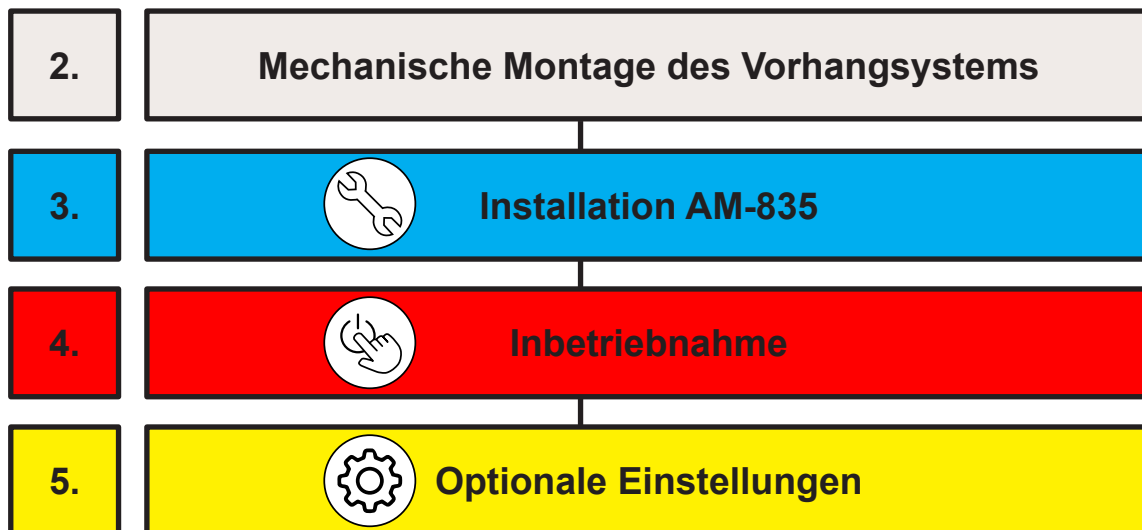 2. Mechanische Montage des Vorhangsystems
3. Installation AM-835
4. Inbetriebnahme
5. Optionale Einstellungen